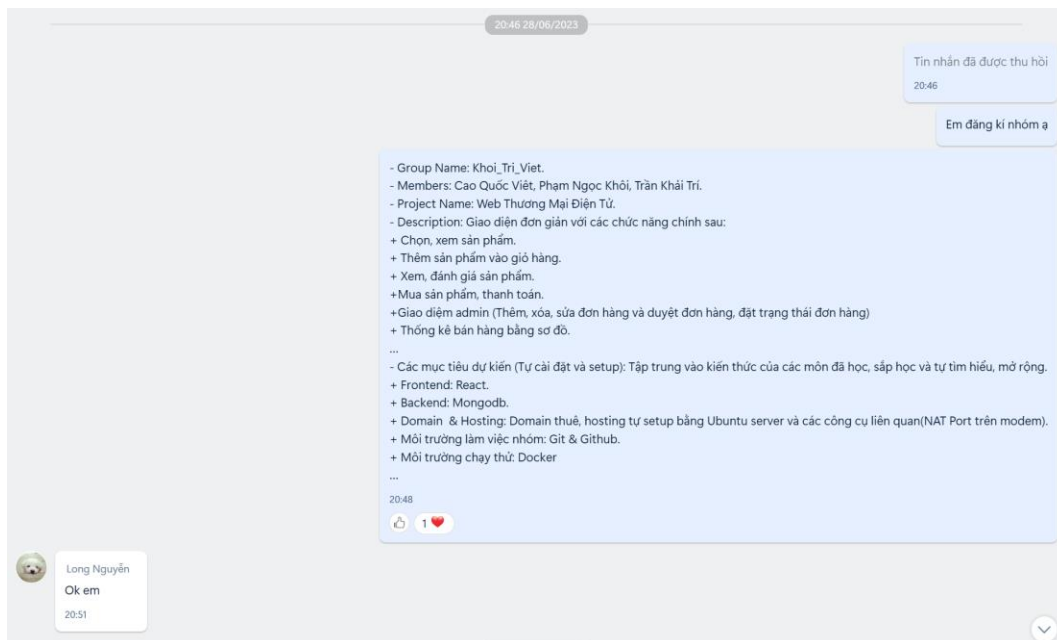 20:46 28/06/2023
Tin nhắn đã được thu hồi
20:46
Em đăng kí nhóm ạ
- Group Name: Khoi_Tri_Viet.
- Members: Cao Quốc Việt, Phạm Ngọc Khôi, Trần Khải Trí.
- Project Name: Web Thương Mại Điện Tử.
- Description: Giao diện đơn giản với các chức năng chính sau:
+ Chọn, xem sản phẩm.
+ Thêm sản phẩm vào giỏ hàng.
+ Xem, đánh giá sản phẩm.
+Mua sản phẩm, thanh toán.
+Giao diệm admin (Thêm, xóa, sửa đơn hàng và duyệt đơn hàng, đặt trạng thái đơn hàng)
+ Thống kê bán hàng bằng sơ đồ.
...
- Các mục tiêu dự kiến (Tự cài đặt và setup): Tập trung vào kiến thức của các môn đã học, sắp học và tự tìm hiểu, mở rộng.
+ Frontend: React.
+ Backend: Mongodb.
+ Domain & Hosting: Domain thuê, hosting tự setup bằng Ubuntu server và các công cụ liên quan(NAT Port trên modem).
+ Môi trường làm việc nhóm: Git & Github.
+ Môi trường chạy thử: Docker
...
20:48
1
Long Nguyễn
Ok em
20:51